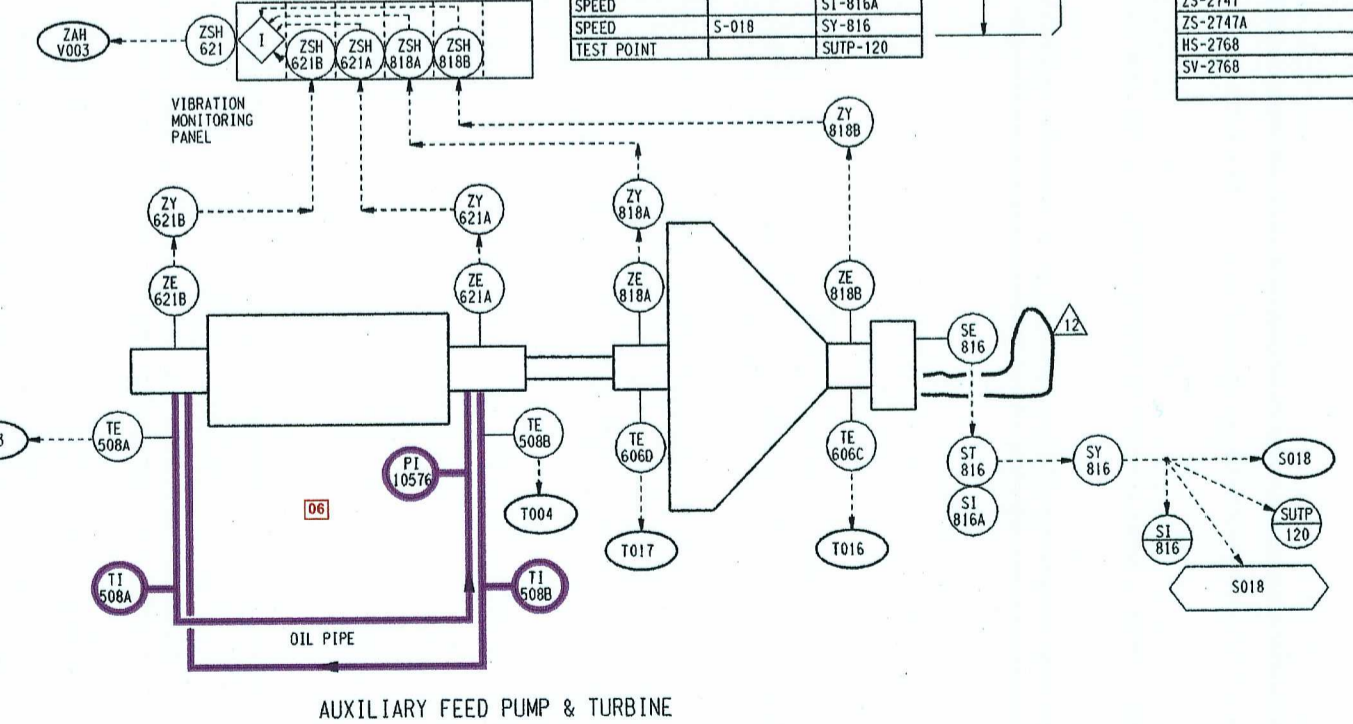 SPEED SI-816A
SPEED S-018 SY-816
TEST POINT SUTP-120
ZS-2747
ZS-2747A
HS-2768
SV-2768
ZAH
V003
ZSH
621
I
ZSH
621B
ZSH
621A
ZSH
818A
ZSH
818B
VIBRATION
MONITORING
PANEL
ZY
818B
ZY
621B
ZY
621A
ZY
818A
ZE
621B
ZE
621A
ZE
818A
ZE
818B
SE
816
12
TE
508A
TE
508B
TE
606D
TE
606C
ST
816
SY
816
S018
PI
10576
06
T004
SI
816A
SI
816
SUTP
120
T017
T016
TI
508A
TI
508B
S018
OIL PIPE
AUXILIARY FEED PUMP & TURBINE